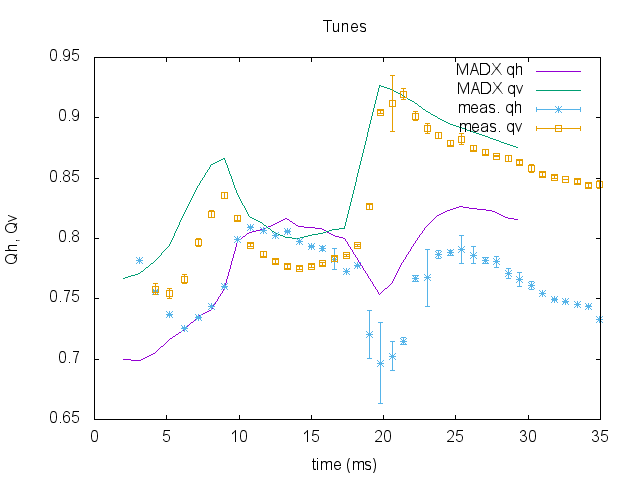 Tunes
0.95
0.9
0.85
0.8
0.75
0.7
0.65
Qh, Qv
MADX qh
MADX qv
meas. qh
meas. qv
0 5 10 15 20 25 30 35
time (ms)